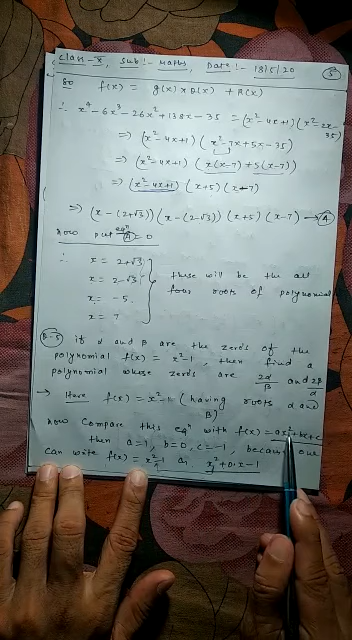 Class-X, Sub:- Maths, Date:- 18/5/20 (5)
So f(x) = g(x) × Q(x) + R(x)
∴ x⁴-6x³-26x²+138x-35 = (x²-4x+1)(x²-2x-35)
⇒ (x²-4x+1)(x²-7x+5x-35)
⇒ (x²-4x+1)(x(x-7)+5(x-7))
⇒ (x²-4x+1)(x+5)(x-7)
⇒ (x-(2+√3))(x-(2-√3))(x+5)(x-7) → (A)
Now put eqⁿ (A) = 0
∴ x = 2+√3
x = 2-√3 these will be the all
x = -5. four roots of polynomial
x = 7
Q-5 if α and β are the zero's of the
polynomial f(x) = x²-1, then find a
polynomial whose zero's are 2α/β and 2β/α
→ Here f(x) = x²-1 (having roots α and β)
Now compare this eqⁿ with f(x) = ax²+bx+c
then a=1, b=0, c=-1, because we
can write f(x) = x²-1 as x²+0·x-1